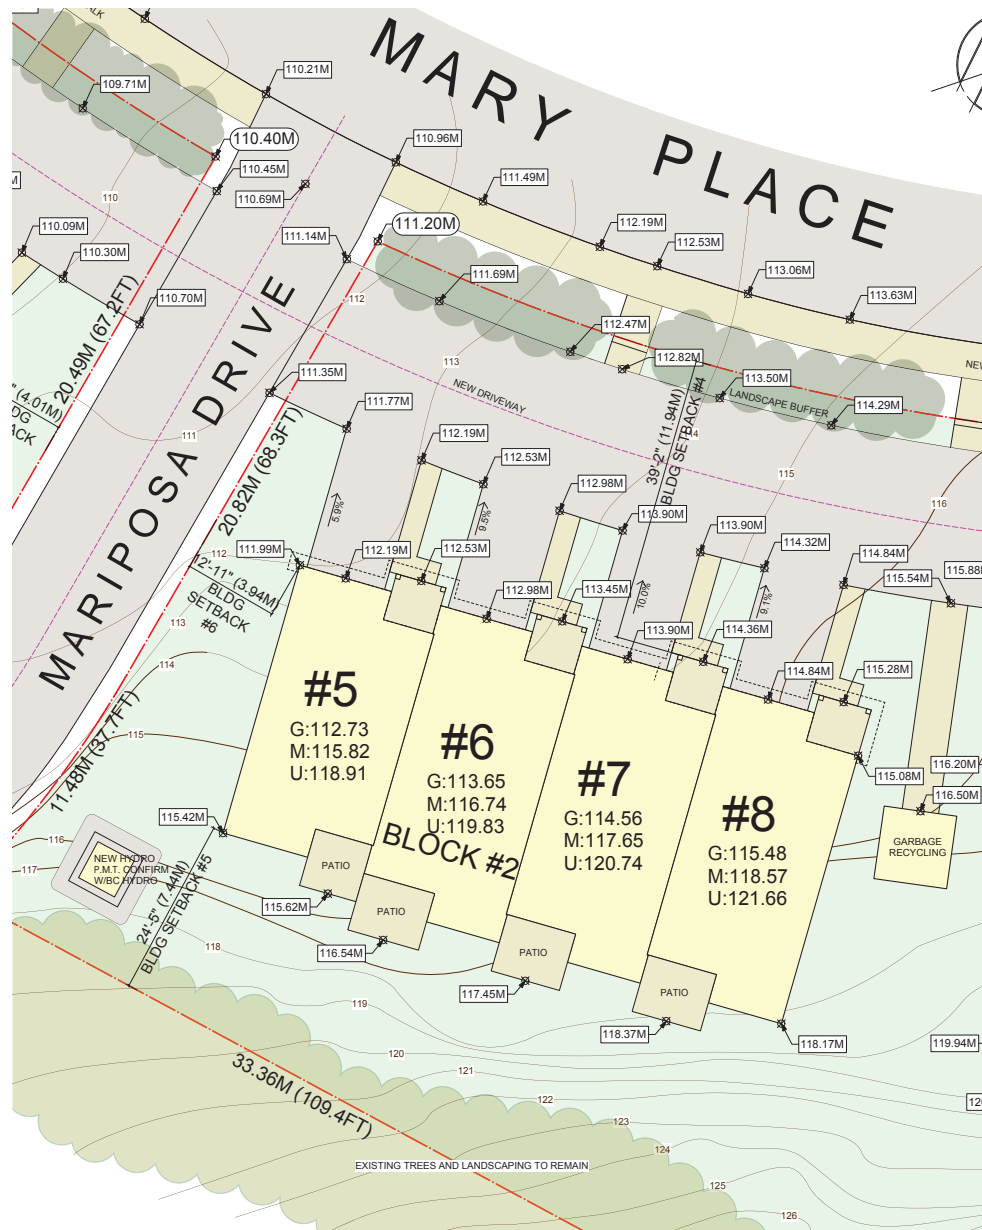 ALK
110.21M
109.71M
110.40M
110.45M
110.69M
110.96M
MARY PLACE
111.49M
112.19M
112.53M
113.06M
113.63M
110
M
110.09M
110.30M
110.70M
111.14M
111.20M
111.69M
112
112.47M
112.82M
113.50M
114.29M
LANDSCAPE BUFFER
NEW
NEW DRIVEWAY
113
20.49M (67.2FT)
" (4.01M)
DG
ACK
111
MARIPOSA DRIVE
111.35M
111.77M
20.82M (68.3FT)
112.19M
112.53M
112.98M
113.90M
39'-2" (11.94M)
BLDG SETBACK #4
14
115
116
113.90M
114.32M
114.84M
115.54M
115.88M
5.9%
9.5%
10.0%
9.1%
112
111.99M
112.19M
112.53M
112.98M
113.45M
113.90M
114.36M
114.84M
115.28M
12'-11" (3.94M)
BLDG
SETBACK
#6
113
114
115
11.48M (37.7FT)
#5
G:112.73
M:115.82
U:118.91
#6
G:113.65
M:116.74
U:119.83
#7
G:114.56
M:117.65
U:120.74
#8
G:115.48
M:118.57
U:121.66
BLOCK #2
115.08M
116.20M
116.50M
GARBAGE
RECYCLING
115.42M
116
117
NEW HYDRO
P.M.T. CONFIRM
W/BC HYDRO
24'-5" (7.44M)
BLDG SETBACK #5
PATIO
PATIO
PATIO
PATIO
115.62M
116.54M
117.45M
118.37M
118.17M
119.94M
118
119
120
121
122
123
124
125
126
33.36M (109.4FT)
EXISTING TREES AND LANDSCAPING TO REMAIN